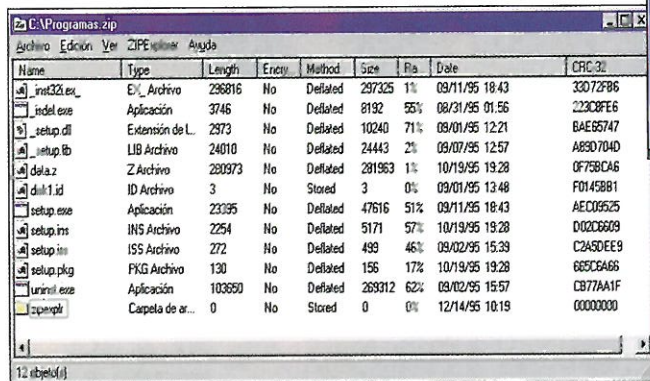 C:\Programas.zip
Archivo Edición Ver ZIPExplorer Ayuda
Name Type Length Encry Method Size Ra.. Date CRC-32
_inst32i.ex_ EX_ Archivo 296816 No Deflated 297325 1% 09/11/95 18:43 33D72F86
_isdel.exe Aplicación 3746 No Deflated 8192 55% 08/31/95 01:56 223C8FE6
_setup.dll Extensión de l... 2973 No Deflated 10240 71% 09/01/95 12:21 BAE65747
_setup.lib LIB Archivo 24010 No Deflated 24443 2% 09/07/95 12:57 A89D704D
data.z Z Archivo 280973 No Deflated 281963 1% 10/19/95 19:28 0F75BCA6
disk1.id ID Archivo 3 No Stored 3 0% 09/01/95 13:48 F0145B81
setup.exe Aplicación 23395 No Deflated 47616 51% 09/11/95 18:43 AEC09525
setup.ins INS Archivo 2254 No Deflated 5171 57% 10/19/95 19:28 D02C6609
setup.iss ISS Archivo 272 No Deflated 499 46% 09/02/95 15:39 C2A5DEE9
setup.pkg PKG Archivo 130 No Deflated 156 17% 10/19/95 19:28 665C6A66
uninst.exe Aplicación 103650 No Deflated 269312 62% 09/02/95 15:57 CB77AA1F
zipexplr Carpeta de ar... 0 No Stored 0 0% 12/14/95 10:19 00000000
12 objeto(s)